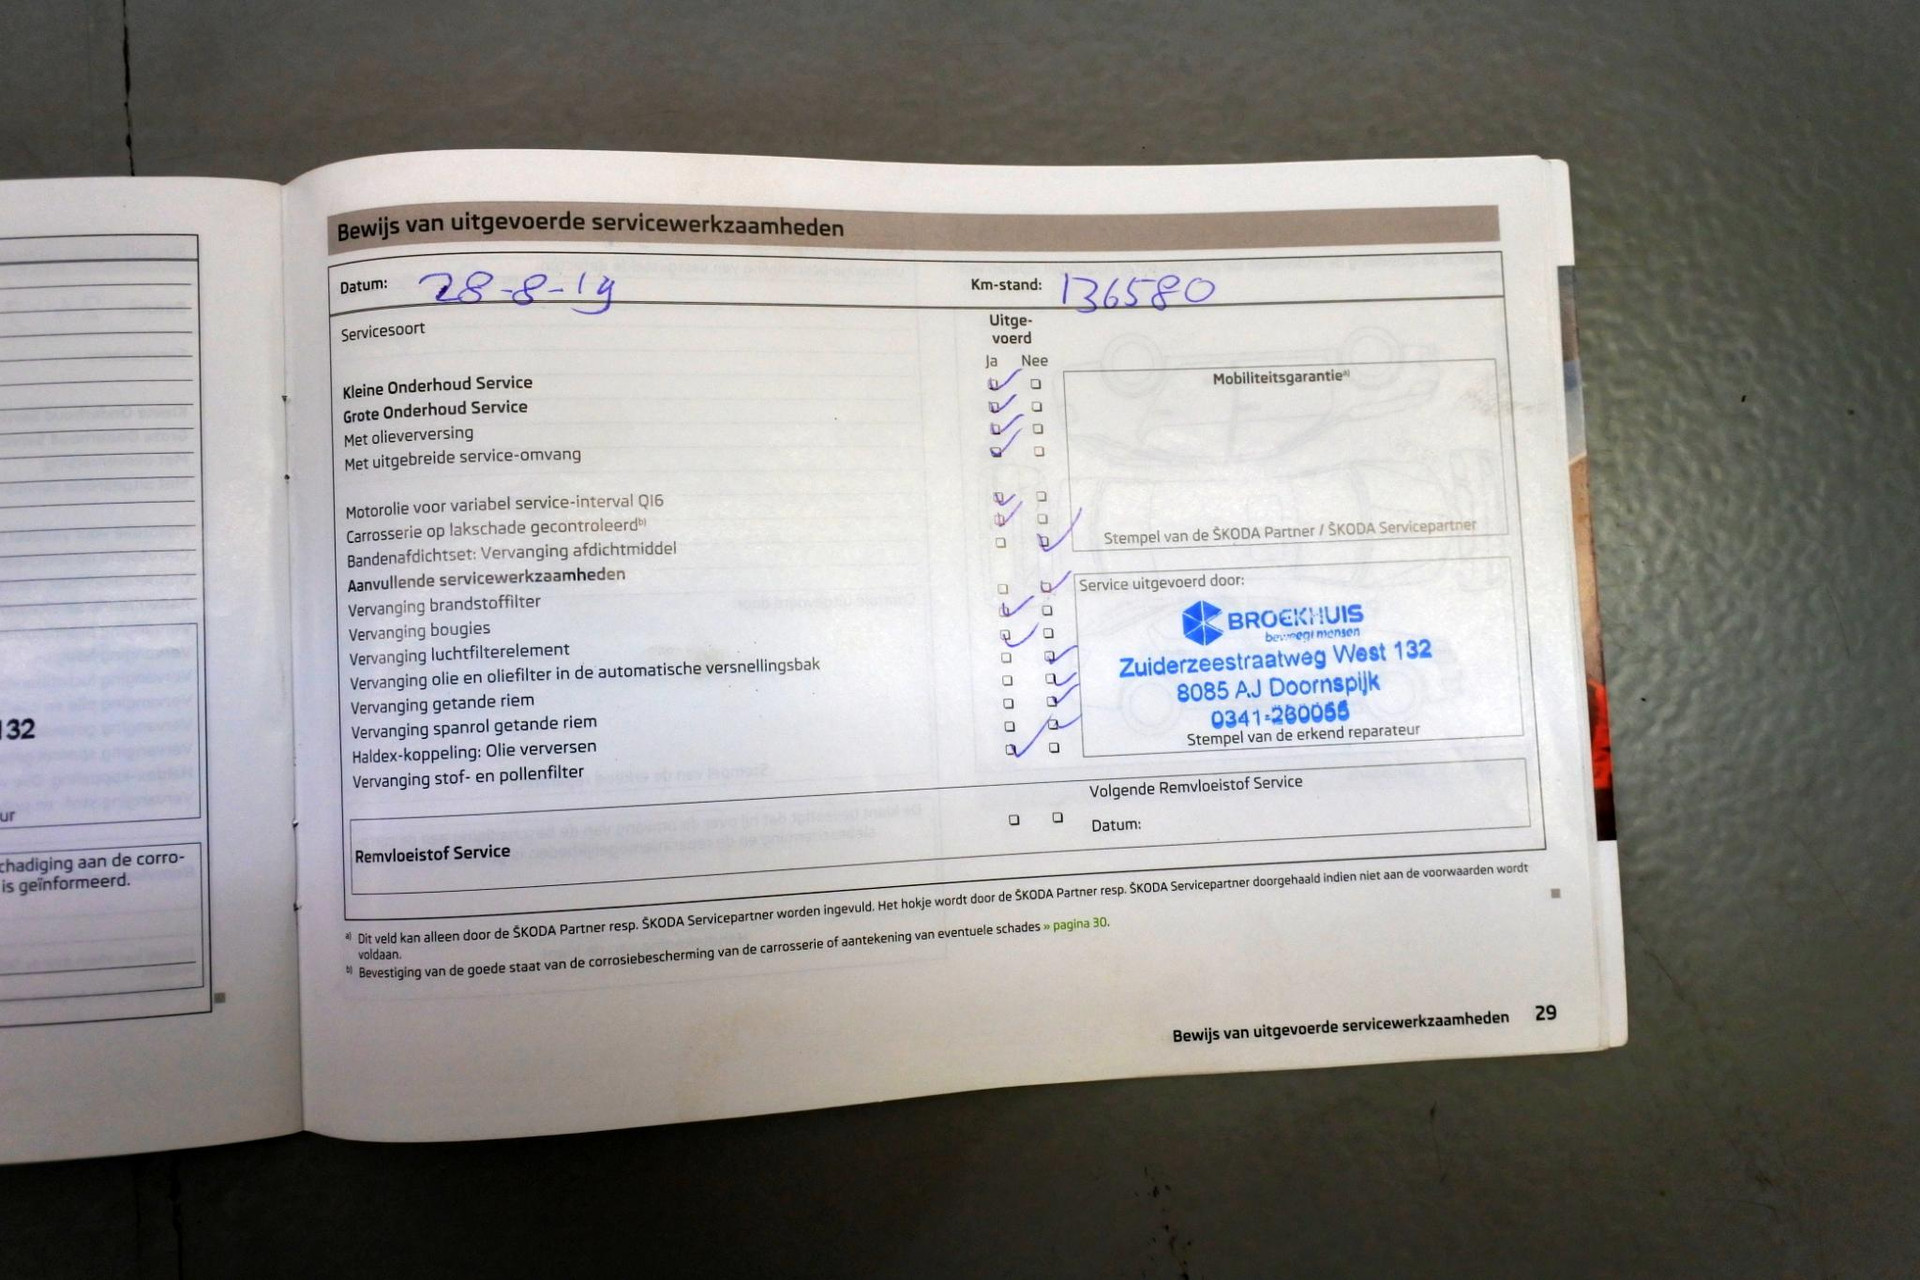 132
ur
chadiging aan de corro-
is geïnformeerd.
Bewijs van uitgevoerde servicewerkzaamheden
Datum: 28-8-19 Km-stand: 136580
Servicesoort
Uitge-
voerd
Ja Nee
Kleine Onderhoud Service
Grote Onderhoud Service
Met olieverversing
Met uitgebreide service-omvang
Motorolie voor variabel service-interval QI6
Carrosserie op lakschade gecontroleerd b)
Bandenafdichtset: Vervanging afdichtmiddel
Aanvullende servicewerkzaamheden
Vervanging brandstoffilter
Vervanging bougies
Vervanging luchtfilterelement
Vervanging olie en oliefilter in de automatische versnellingsbak
Vervanging getande riem
Vervanging spanrol getande riem
Haldex-koppeling: Olie verversen
Vervanging stof- en pollenfilter
Mobiliteitsgarantie a)
Stempel van de ŠKODA Partner / ŠKODA Servicepartner
Service uitgevoerd door:
BROEKHUIS
beweegt mensen
Zuiderzeestraatweg West 132
8085 AJ Doornspijk
0341-260055
Stempel van de erkend reparateur
Remvloeistof Service
Volgende Remvloeistof Service
Datum:
a) Dit veld kan alleen door de ŠKODA Partner resp. ŠKODA Servicepartner worden ingevuld. Het hokje wordt door de ŠKODA Partner resp. ŠKODA Servicepartner doorgehaald indien niet aan de voorwaarden wordt
voldaan.
b) Bevestiging van de goede staat van de corrosiebescherming van de carrosserie of aantekening van eventuele schades » pagina 30.
Bewijs van uitgevoerde servicewerkzaamheden 29